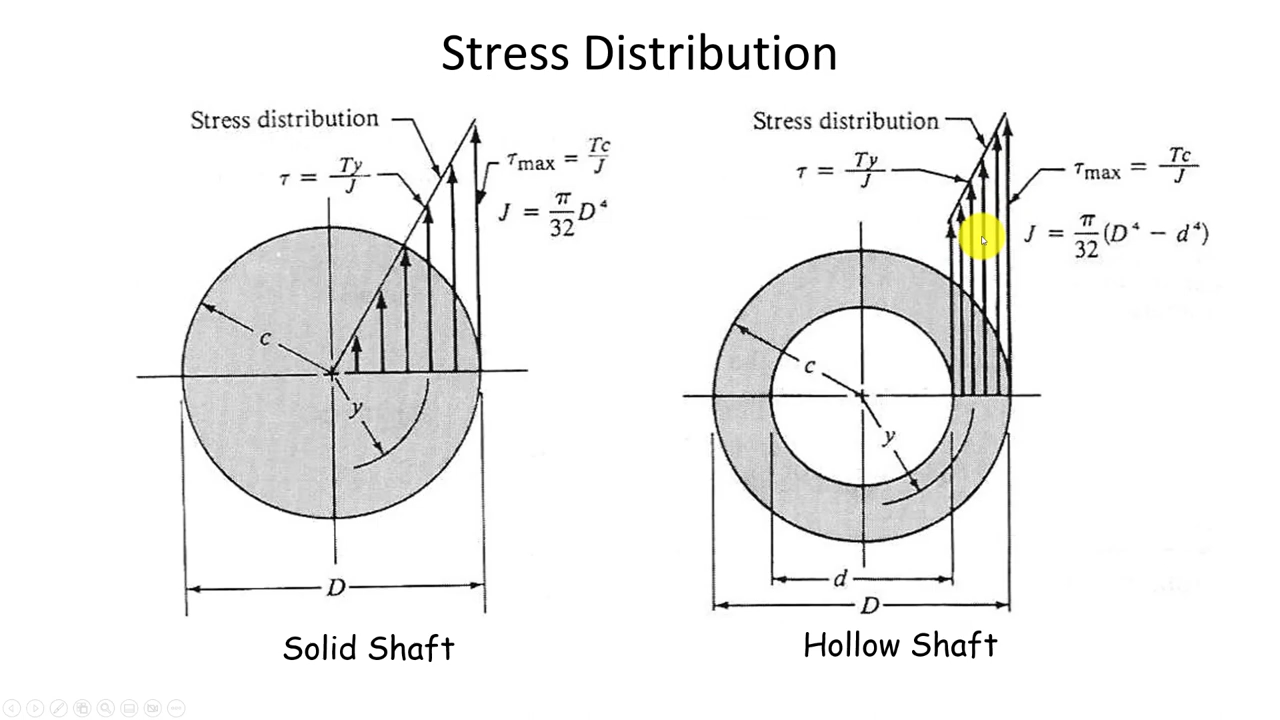 Stress Distribution
Stress distribution
τ = Ty/J
τmax = Tc/J
J = π/32 D⁴
c
y
D
Solid Shaft
Stress distribution
τ = Ty/J
τmax = Tc/J
J = π/32 (D⁴ − d⁴)
c
y
d
D
Hollow Shaft